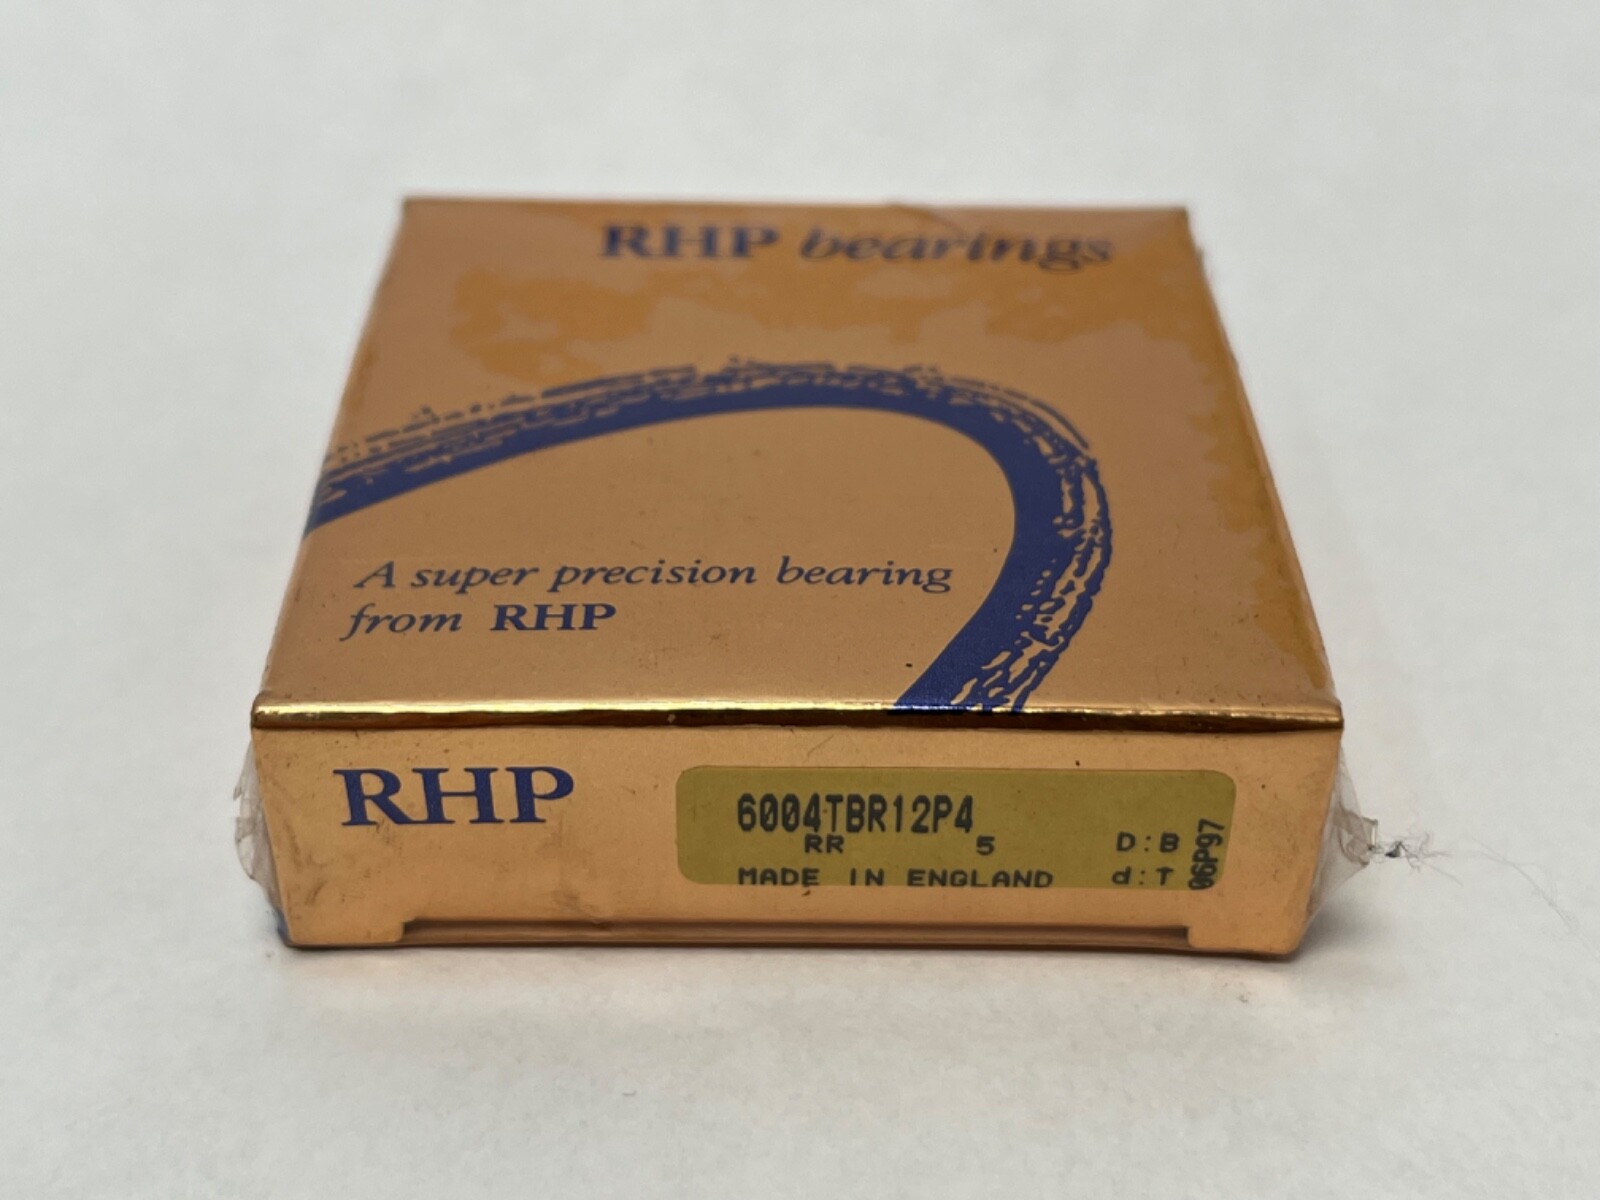 RHP bearings
A super precision bearing
from RHP
RHP
6004TBR12P4
RR 5 D:B
MADE IN ENGLAND d:T
06P97